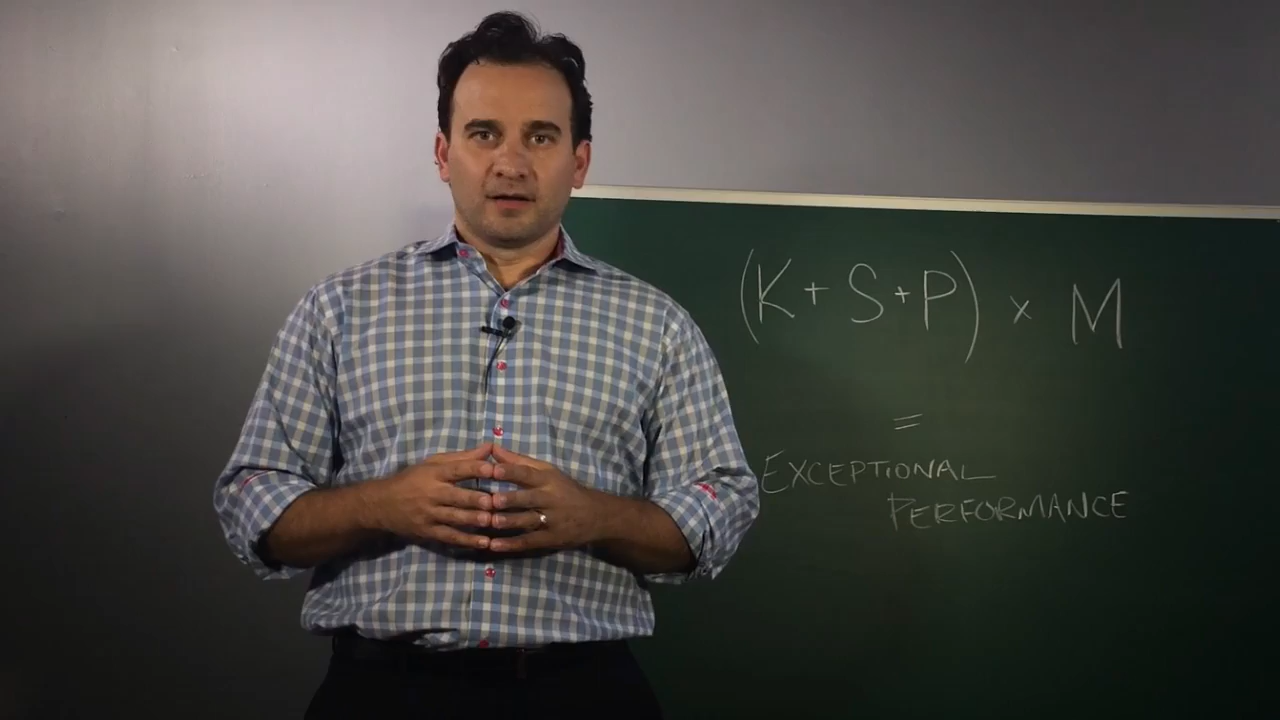 (K + S + P) x M
=
EXCEPTIONAL
PERFORMANCE